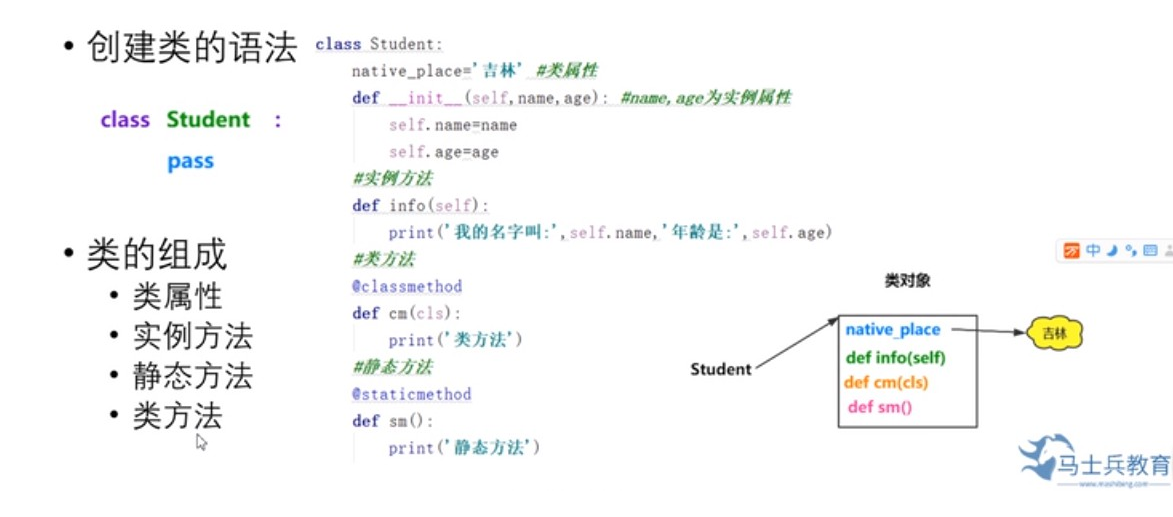 • 创建类的语法
class Student :
pass
• 类的组成
• 类属性
• 实例方法
• 静态方法
• 类方法
class Student:
native_place='吉林' #类属性
def __init__(self,name,age): #name,age为实例属性
self.name=name
self.age=age
#实例方法
def info(self):
print('我的名字叫:',self.name,'年龄是:',self.age)
#类方法
@classmethod
def cm(cls):
print('类方法')
#静态方法
@staticmethod
def sm():
print('静态方法')
中
类对象
Student
native_place
吉林
def info(self)
def cm(cls)
def sm()
马士兵教育
www.mashibing.com